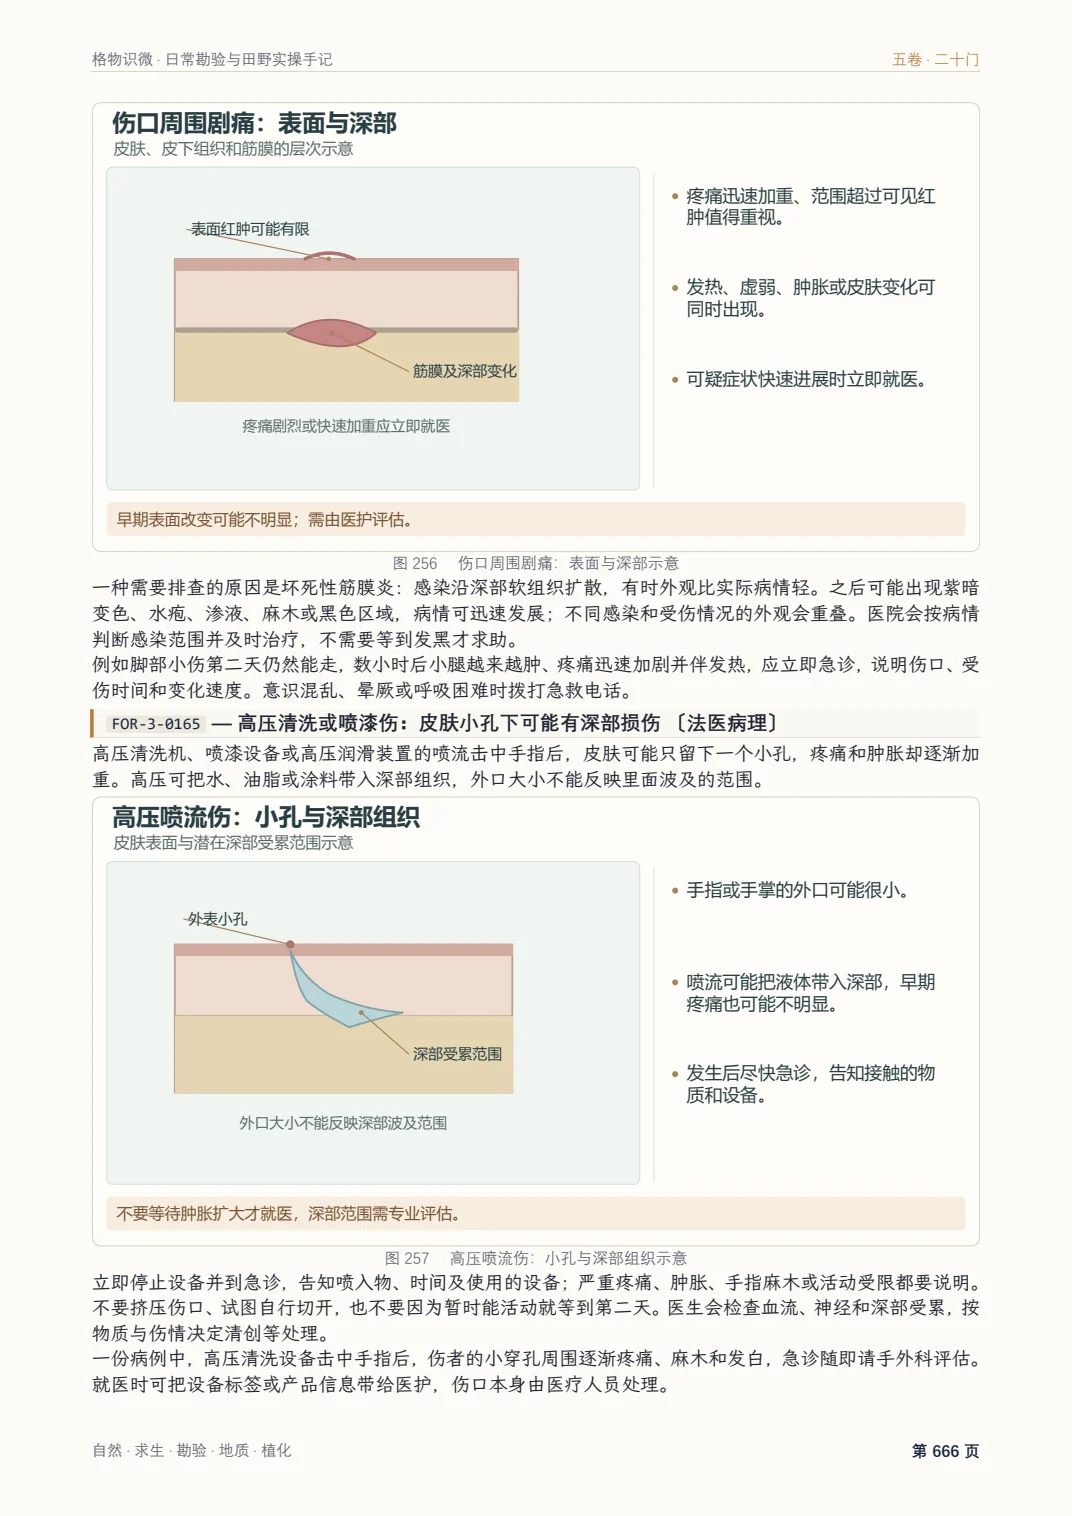 格物识微 · 日常勘验与田野实操手记
五卷 · 二十门
伤口周围剧痛：表面与深部
皮肤、皮下组织和筋膜的层次示意
表面红肿可能有限
筋膜及深部变化
疼痛剧烈或快速加重应立即就医
疼痛迅速加重、范围超过可见红
肿值得重视。
发热、虚弱、肿胀或皮肤变化可
同时出现。
可疑症状快速进展时立即就医。
早期表面改变可能不明显；需由医护评估。
图 256 伤口周围剧痛：表面与深部示意
一种需要排查的原因是坏死性筋膜炎：感染沿深部软组织扩散，有时外观比实际病情轻。之后可能出现紫暗
变色、水疱、渗液、麻木或黑色区域，病情可迅速发展；不同感染和受伤情况的外观会重叠。医院会按病情
判断感染范围并及时治疗，不需要等到发黑才求助。
例如脚部小伤第二天仍然能走，数小时后小腿越来越肿、疼痛迅速加剧并伴发热，应立即急诊，说明伤口、受
伤时间和变化速度。意识混乱、晕厥或呼吸困难时拨打急救电话。
FOR-3-0165 — 高压清洗或喷漆伤：皮肤小孔下可能有深部损伤 〔法医病理〕
高压清洗机、喷漆设备或高压润滑装置的喷流击中手指后，皮肤可能只留下一个小孔，疼痛和肿胀却逐渐加
重。高压可把水、油脂或涂料带入深部组织，外口大小不能反映里面波及的范围。
高压喷流伤：小孔与深部组织
皮肤表面与潜在深部受累范围示意
外表小孔
深部受累范围
外口大小不能反映深部波及范围
手指或手掌的外口可能很小。
喷流可能把液体带入深部，早期
疼痛也可能不明显。
发生后尽快急诊，告知接触的物
质和设备。
不要等待肿胀扩大才就医，深部范围需专业评估。
图 257 高压喷流伤：小孔与深部组织示意
立即停止设备并到急诊，告知喷入物、时间及使用的设备；严重疼痛、肿胀、手指麻木或活动受限都要说明。
不要挤压伤口、试图自行切开，也不要因为暂时能活动就等到第二天。医生会检查血流、神经和深部受累，按
物质与伤情决定清创等处理。
一份病例中，高压清洗设备击中手指后，伤者的小穿孔周围逐渐疼痛、麻木和发白，急诊随即请手外科评估。
就医时可把设备标签或产品信息带给医护，伤口本身由医疗人员处理。
自然 · 求生 · 勘验 · 地质 · 植化
第 666 页